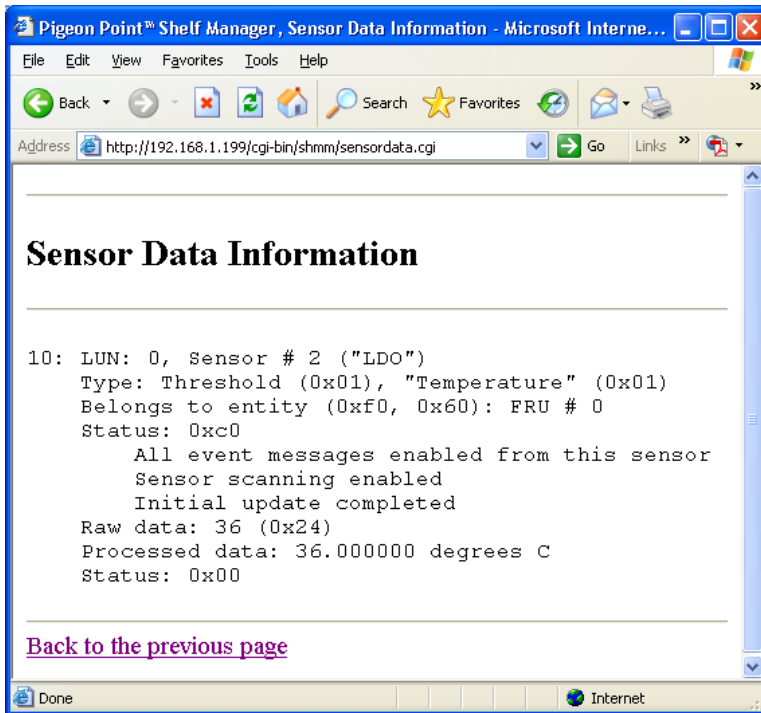 Pigeon Point™ Shelf Manager, Sensor Data Information - Microsoft Interne...
File Edit View Favorites Tools Help
Back Search Favorites »
Address http://192.168.1.199/cgi-bin/shmm/sensordata.cgi Go Links »
Sensor Data Information
10: LUN: 0, Sensor # 2 ("LDO")
Type: Threshold (0x01), "Temperature" (0x01)
Belongs to entity (0xf0, 0x60): FRU # 0
Status: 0xc0
All event messages enabled from this sensor
Sensor scanning enabled
Initial update completed
Raw data: 36 (0x24)
Processed data: 36.000000 degrees C
Status: 0x00
Back to the previous page
Done Internet